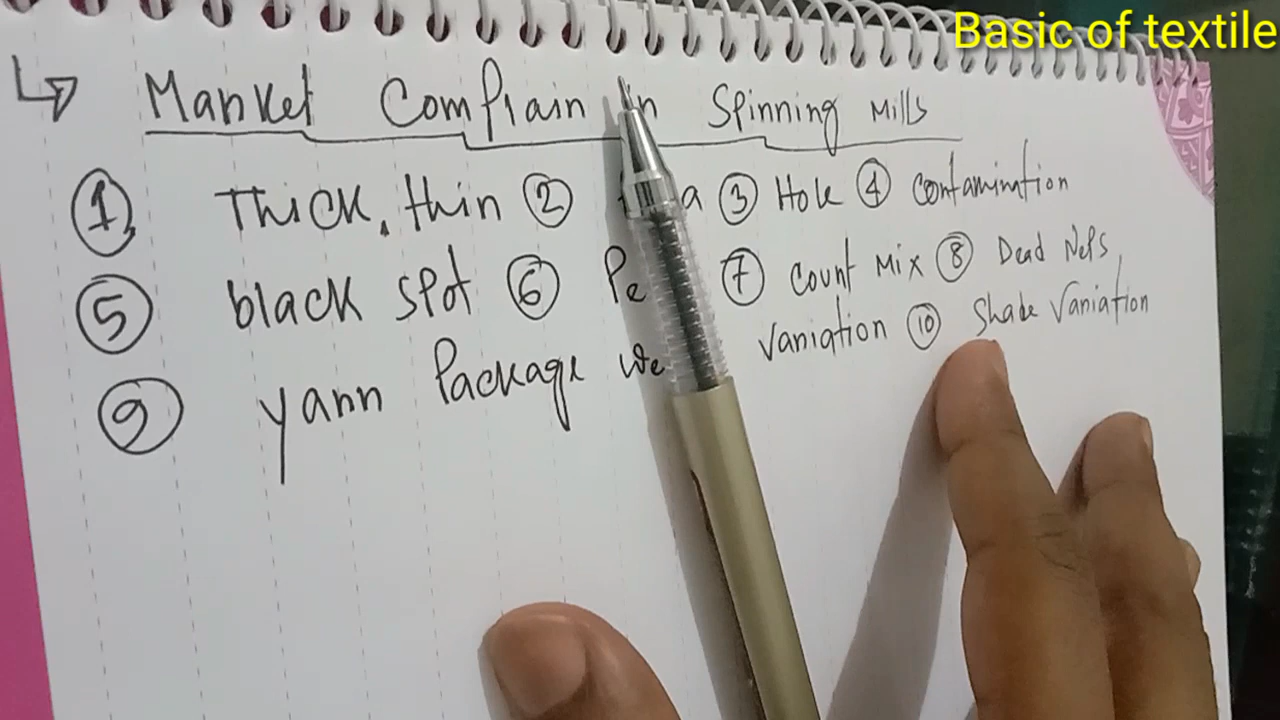 Basic of textile
Market Complain in Spinning Mills
① Thick, thin ② ③ Hole ④ Contamination
⑤ black spot ⑥ ⑦ Count Mix ⑧ Dead Neps
⑨ yarn Package variation ⑩ Shade Variation